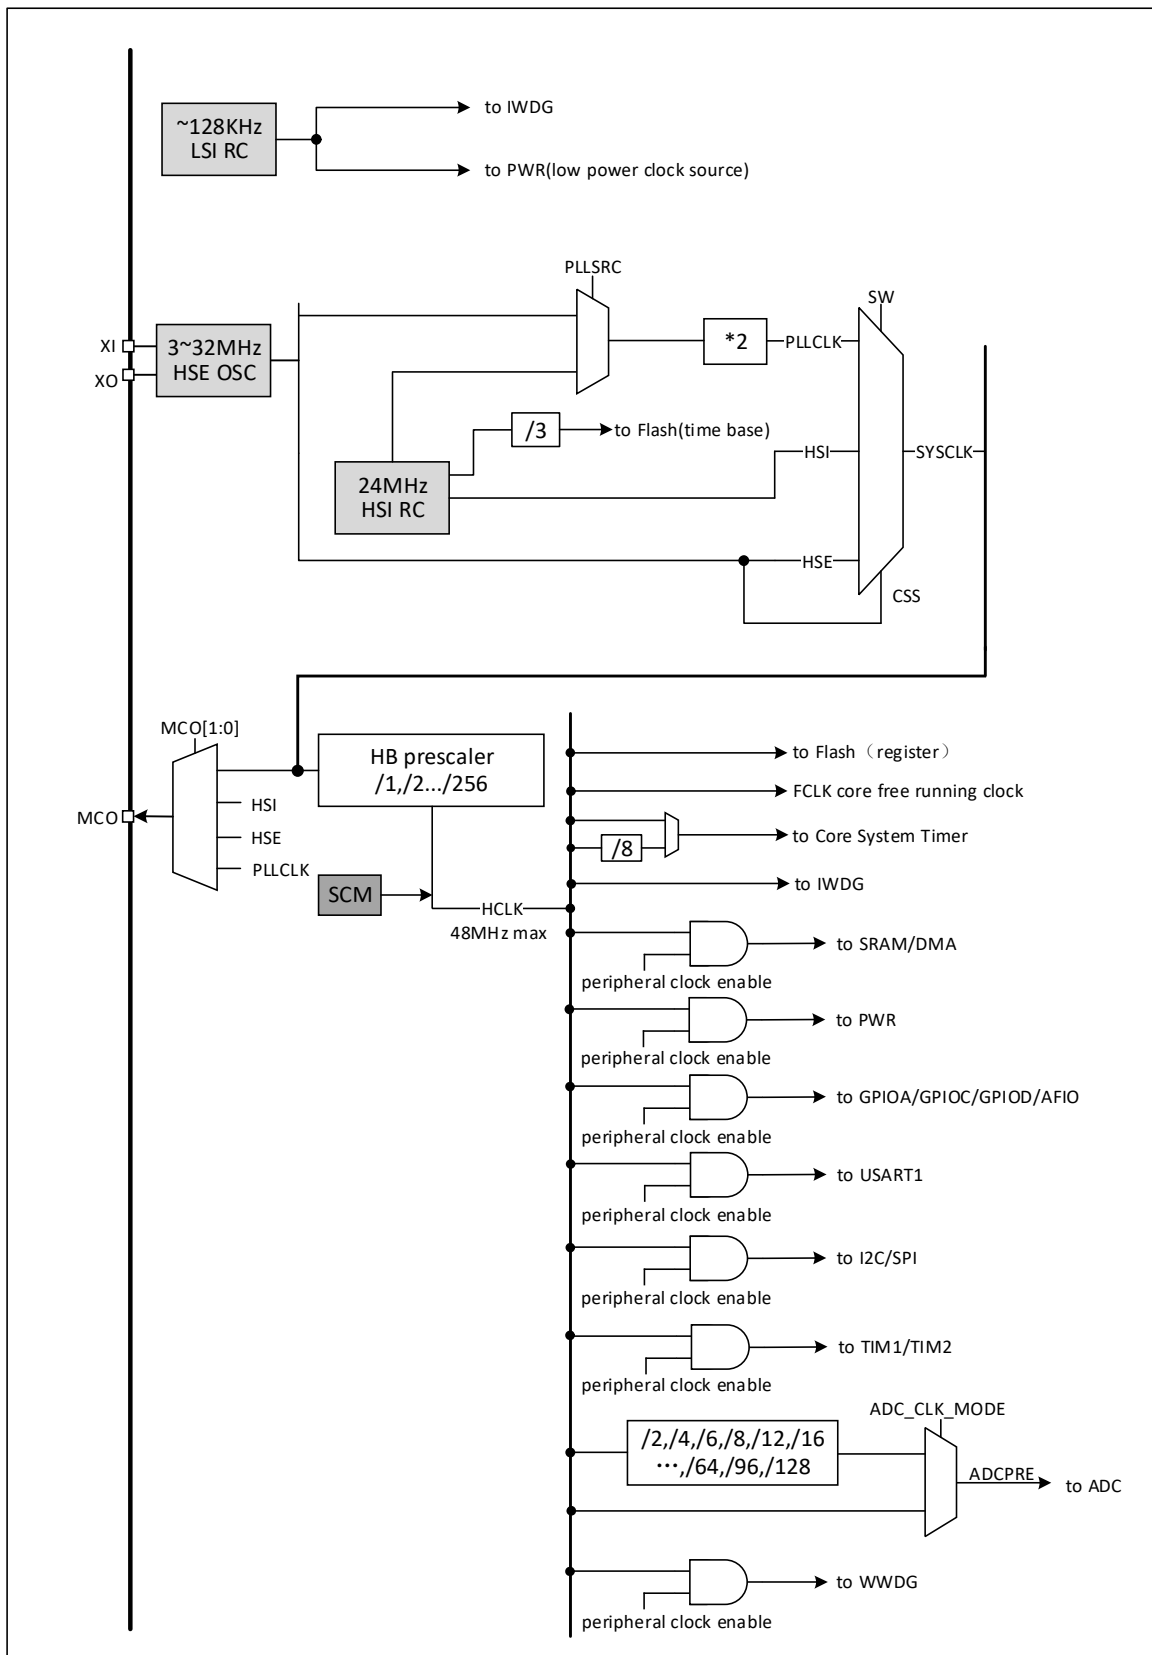 to IWDG
~128KHz
LSI RC
to PWR(low power clock source)
PLLSRC
SW
XI
3~32MHz
*2
PLLCLK
HSE OSC
XO
/3
to Flash(time base)
HSI
SYSCLK
24MHz
HSI RC
HSE
CSS
MCO[1:0]
HB prescaler
/1,/2.../256
to Flash（register）
FCLK core free running clock
HSI
MCO
HSE
/8
to Core System Timer
PLLCLK
SCM
to IWDG
HCLK
48MHz max
to SRAM/DMA
peripheral clock enable
to PWR
peripheral clock enable
to GPIOA/GPIOC/GPIOD/AFIO
peripheral clock enable
to USART1
peripheral clock enable
to I2C/SPI
peripheral clock enable
to TIM1/TIM2
peripheral clock enable
ADC_CLK_MODE
/2,/4,/6,/8,/12,/16
…,/64,/96,/128
ADCPRE
to ADC
to WWDG
peripheral clock enable